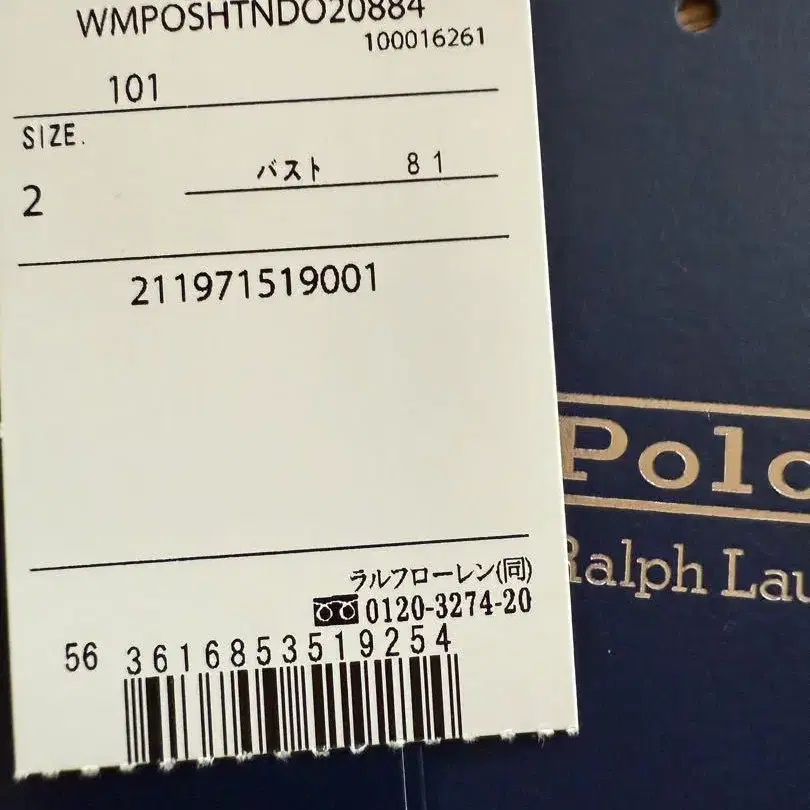 WMPOSHTNDO20884
100016261
101
SIZE.
バスト 81
2
211971519001
ラルフローレン(同)
0120-3274-20
56 3616853519254
Polo
Ralph Lau